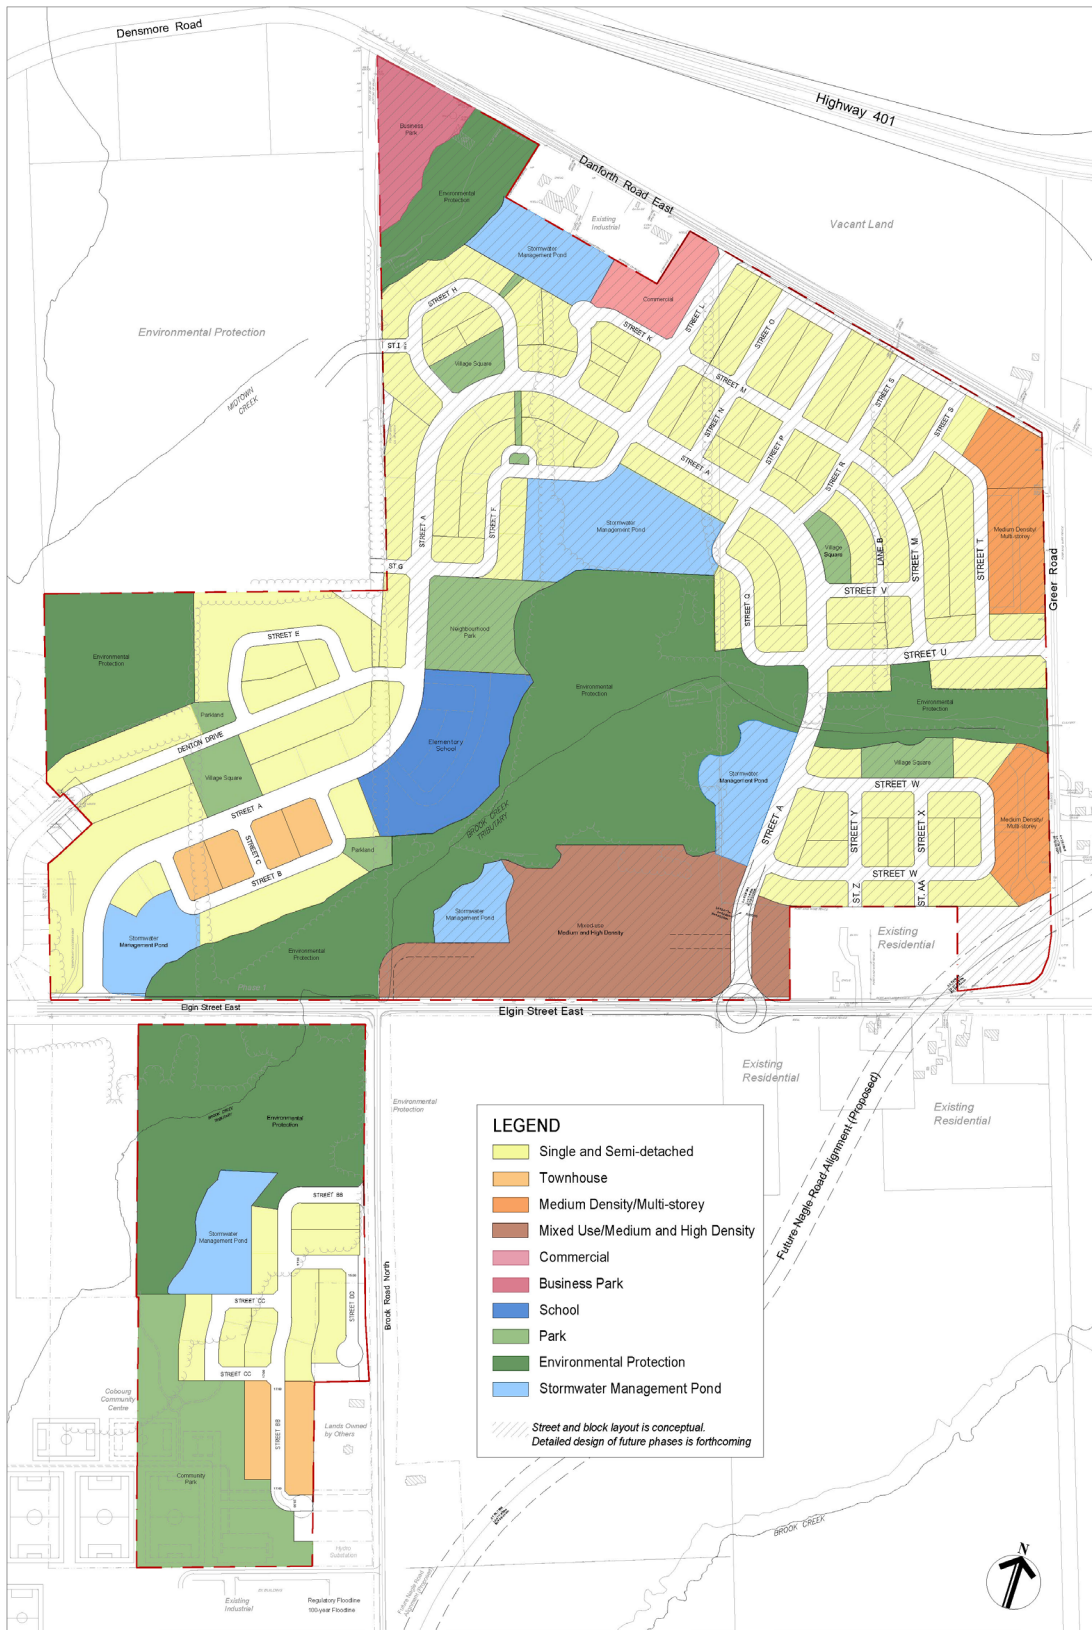 Densmore Road
Highway 401
Business
Park
Danforth Road East
Environmental
Protection
Existing
Industrial
Vacant Land
Stormwater
Management Pond
Commercial
STREET H
STREET L
STREET K
STREET O
Environmental Protection
ST.I
Village Square
MIDTOWN
CREEK
STREET M
STREET S
STREET N
STREET S
STREET P
STREET A
STREET R
STREET A
STREET F
Stormwater
Management Pond
Village
Square
LANE B
STREET M
STREET T
Medium Density/
Multi-storey
Greer Road
ST.G
STREET V
STREET Q
Neighbourhood
Park
STREET E
STREET U
Environmental
Protection
Environmental
Protection
Environmental
Protection
Parkland
DENTON DRIVE
Elementary
School
Village Square
Stormwater
Management Pond
Village Square
STREET W
STREET A
BROOK CREEK
TRIBUTARY
STREET A
STREET Y
STREET X
Medium Density/
Multi-storey
STREET C
Parkland
STREET B
STREET W
ST. Z
ST. AA
Stormwater
Management Pond
Stormwater
Management Pond
Mixed-use
Medium and High Density
Existing
Residential
Environmental
Protection
Phase 1
Elgin Street East
Elgin Street East
Existing
Residential
Environmental
Protection
Existing
Residential
Environmental
Protection
Future Nagle Road Alignment (Proposed)
STREET BB
Stormwater
Management Pond
STREET CC
STREET DD
Brook Road North
STREET CC
Cobourg
Community
Centre
STREET BB
Lands Owned
by Others
Community
Park
Hydro
Substation
Existing
Industrial
Regulatory Floodline
100-year Floodline
BROOK CREEK
N
LEGEND
Single and Semi-detached
Townhouse
Medium Density/Multi-storey
Mixed Use/Medium and High Density
Commercial
Business Park
School
Park
Environmental Protection
Stormwater Management Pond
Street and block layout is conceptual.
Detailed design of future phases is forthcoming